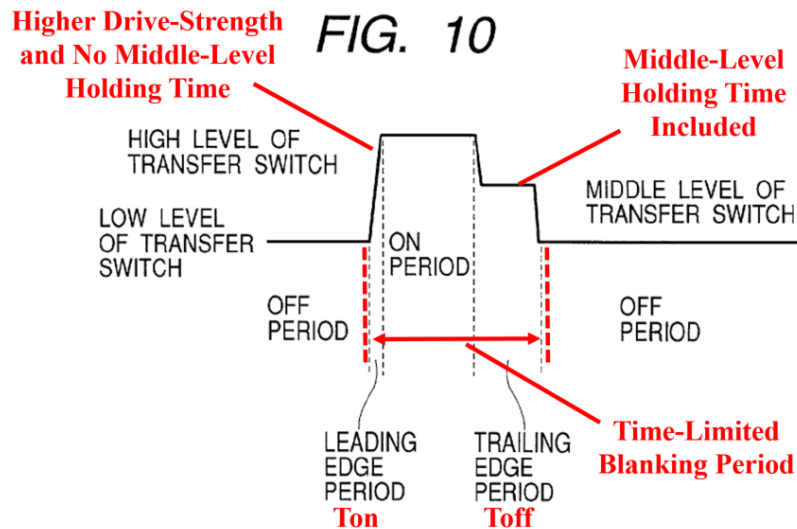 Higher Drive-Strength
and No Middle-Level
Holding Time
FIG. 10
Middle-Level
Holding Time
Included
HIGH LEVEL OF
TRANSFER SWITCH
MIDDLE LEVEL OF
TRANSFER SWITCH
LOW LEVEL
OF TRANSFER
SWITCH
ON
PERIOD
OFF
PERIOD
OFF
PERIOD
LEADING
EDGE
PERIOD
Ton
TRAILING
EDGE
PERIOD
Toff
Time-Limited
Blanking Period